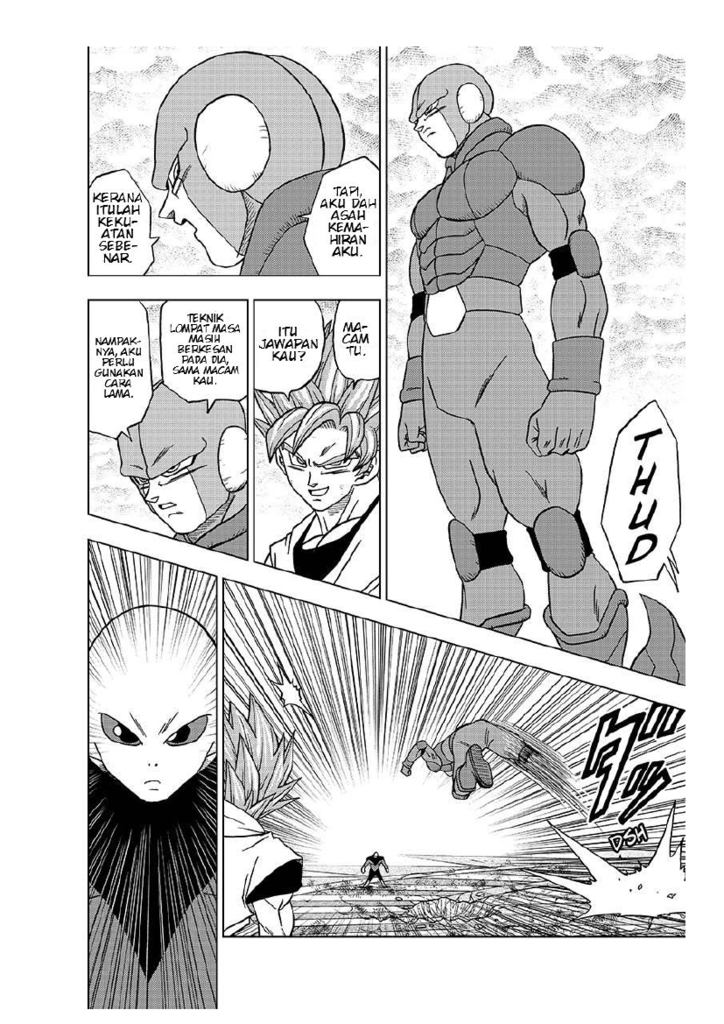 THUD
TAPI,
AKU DAH
ASAH
KEMA-
HIRAN
AKU.
KERANA
ITULAH
KEKU-
ATAN
SEBE-
NAR.
MA-
CAM
TU.
ITU
JAWAPAN
KAU?
TEKNIK
LOMPAT MASA
MASIH
BERKESAN
PADA DIA,
SAMA MACAM
KAU.
NAMPAK-
NYA, AKU
PERLU
GUNAKAN
CARA
LAMA.
DSH